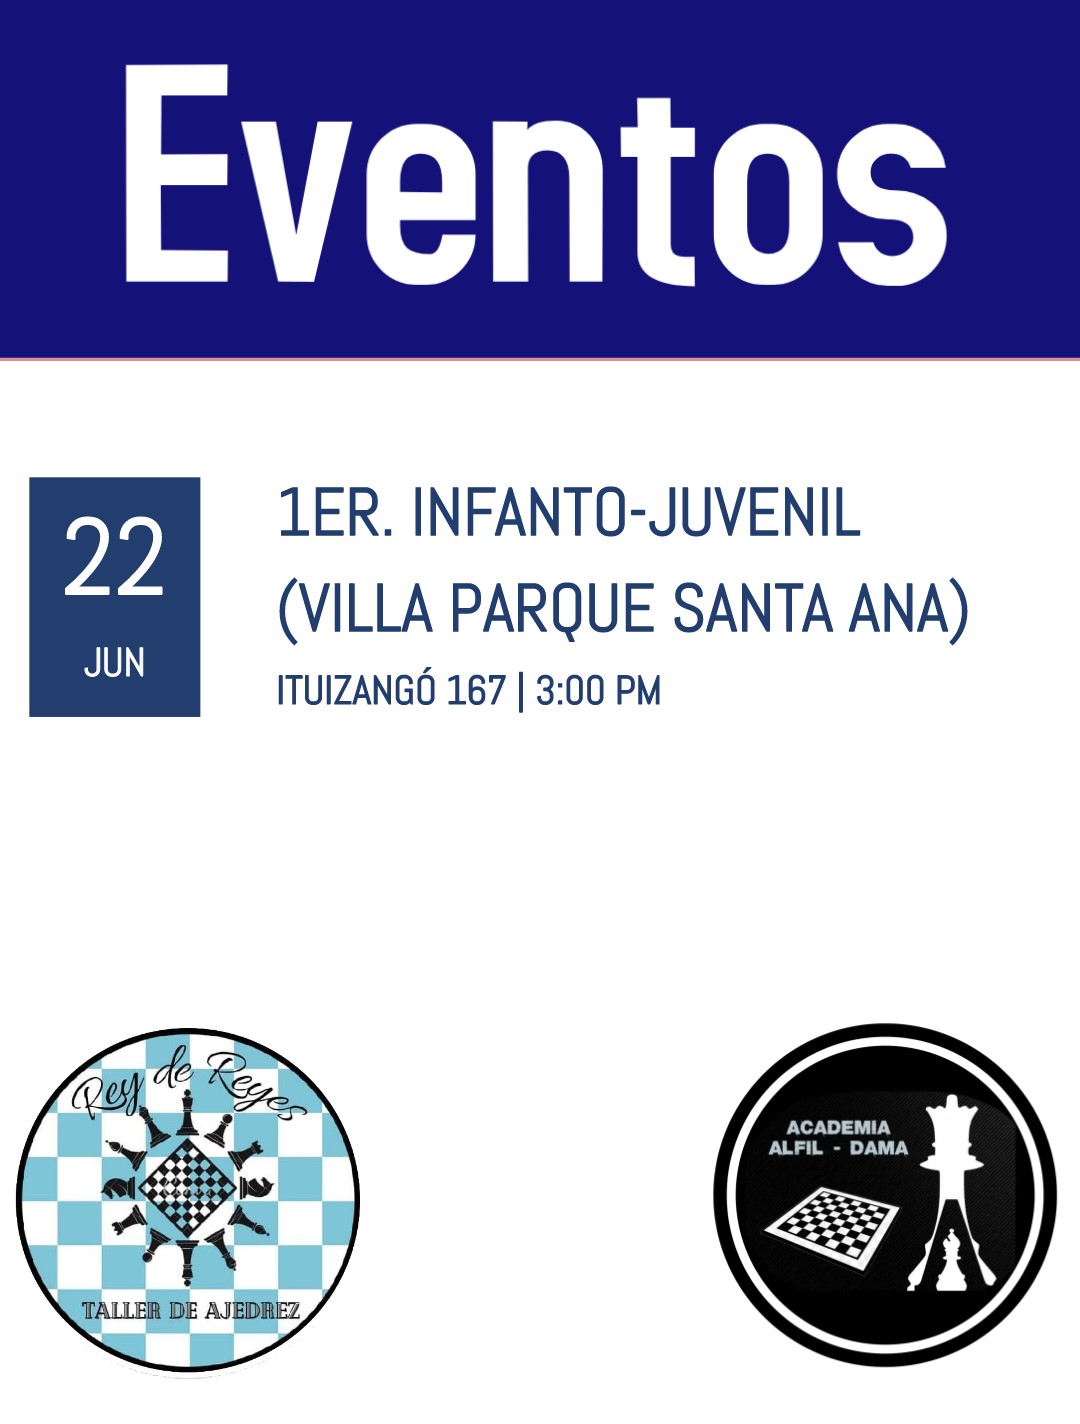 Eventos
22
JUN
1ER. INFANTO-JUVENIL
(VILLA PARQUE SANTA ANA)
ITUIZANGÓ 167 | 3:00 PM
Rey de Reyes
TALLER DE AJEDREZ
ACADEMIA
ALFIL - DAMA